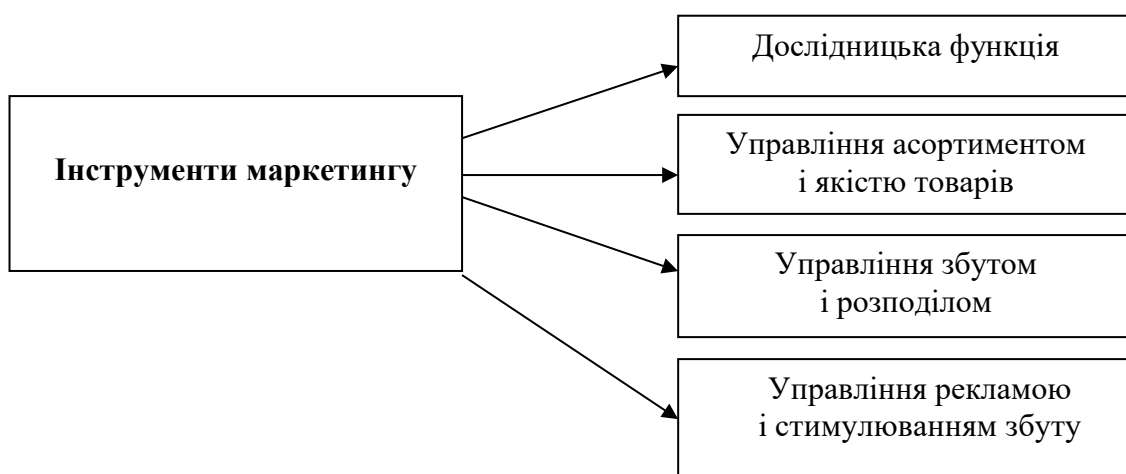 Інструменти маркетингу
Дослідницька функція
Управління асортиментом
і якістю товарів
Управління збутом
і розподілом
Управління рекламою
і стимулюванням збуту